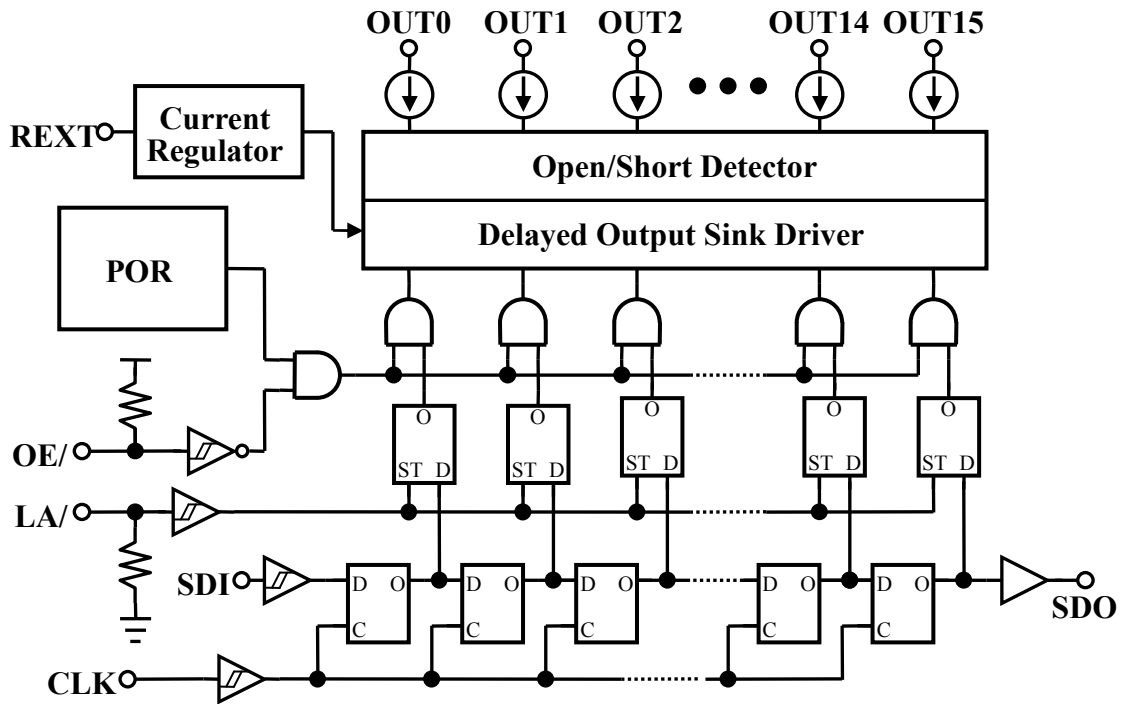 OUT0 OUT1 OUT2 OUT14 OUT15
REXT
Current
Regulator
Open/Short Detector
Delayed Output Sink Driver
POR
OE/
O O O O O
ST D ST D ST D ST D ST D
LA/
SDI
D O D O D O D O D O
C C C C C
SDO
CLK